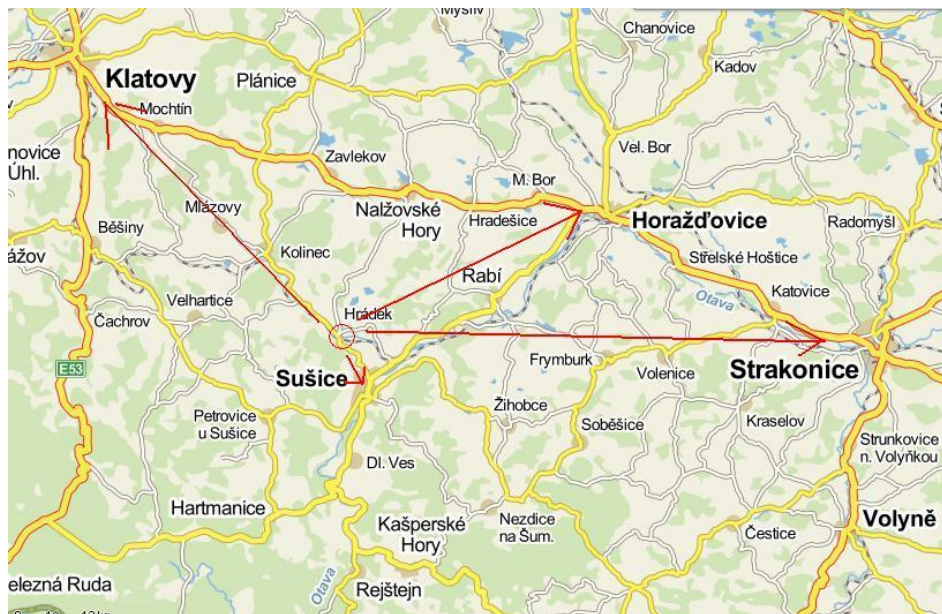 Myslív
Chanovice
Klatovy
Plánice
Kadov
Mochtín
Zavlekov
Vel. Bor
novice
Úhl.
M. Bor
Mlázovy
Nalžovské
Hory
Hradešice
Horažďovice
Radomyšl
Běšiny
Kolinec
ážov
Střelské Hoštice
Rabí
Velhartice
Katovice
Otava
Hrádek
Čachrov
Frymburk
E53
Sušice
Volenice
Strakonice
Žihobce
Petrovice
u Sušice
Soběšice
Kraselov
Strunkovice
n. Volyňkou
Dl. Ves
Hartmanice
Kašperské
Hory
Nezdice
na Šum.
Volyně
Čestice
elezná Ruda
Otava
Rejštejn